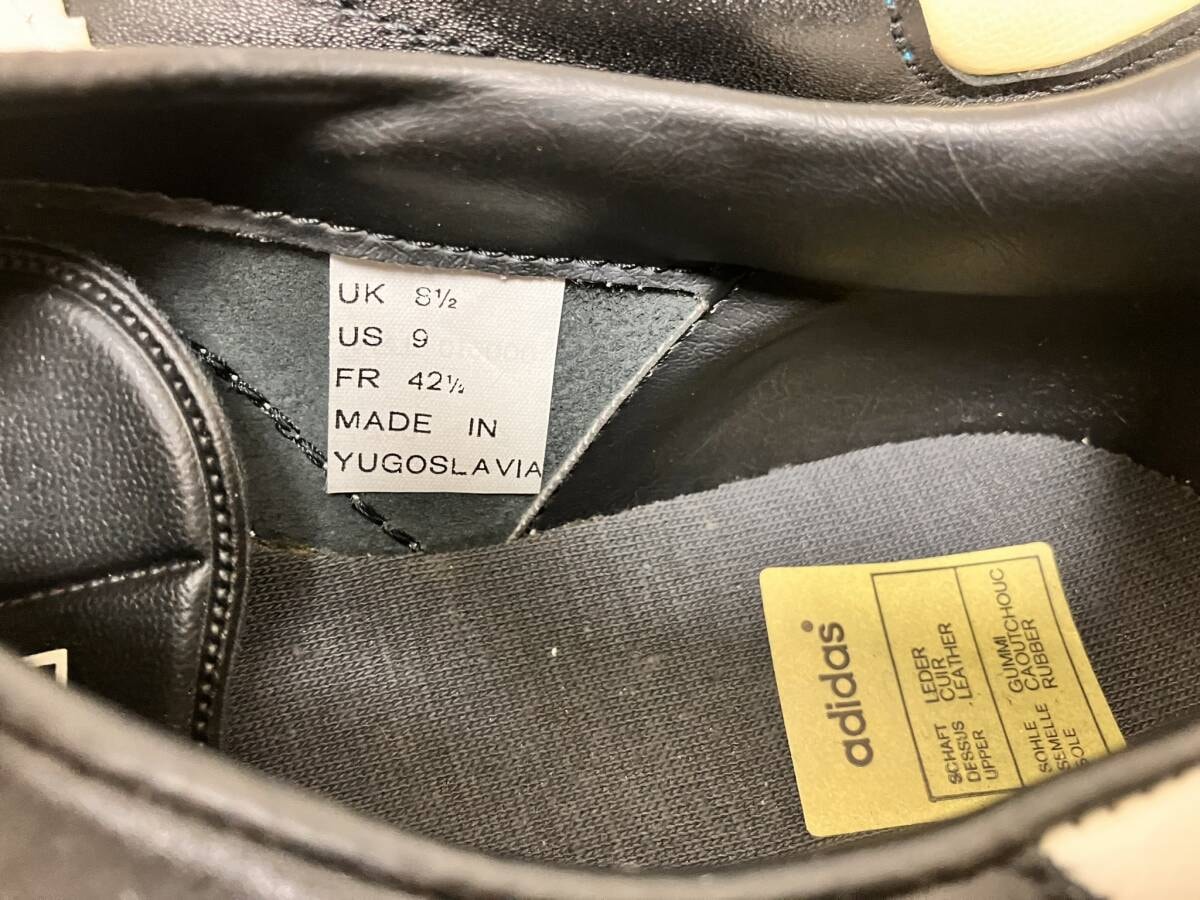 UK 8½
US 9
FR 42½
MADE IN
YUGOSLAVIA
adidas
SCHAFT LEDER
DESSUS CUIR
UPPER LEATHER
SOHLE GUMMI
SEMELLE CAOUTCHOUC
SOLE RUBBER